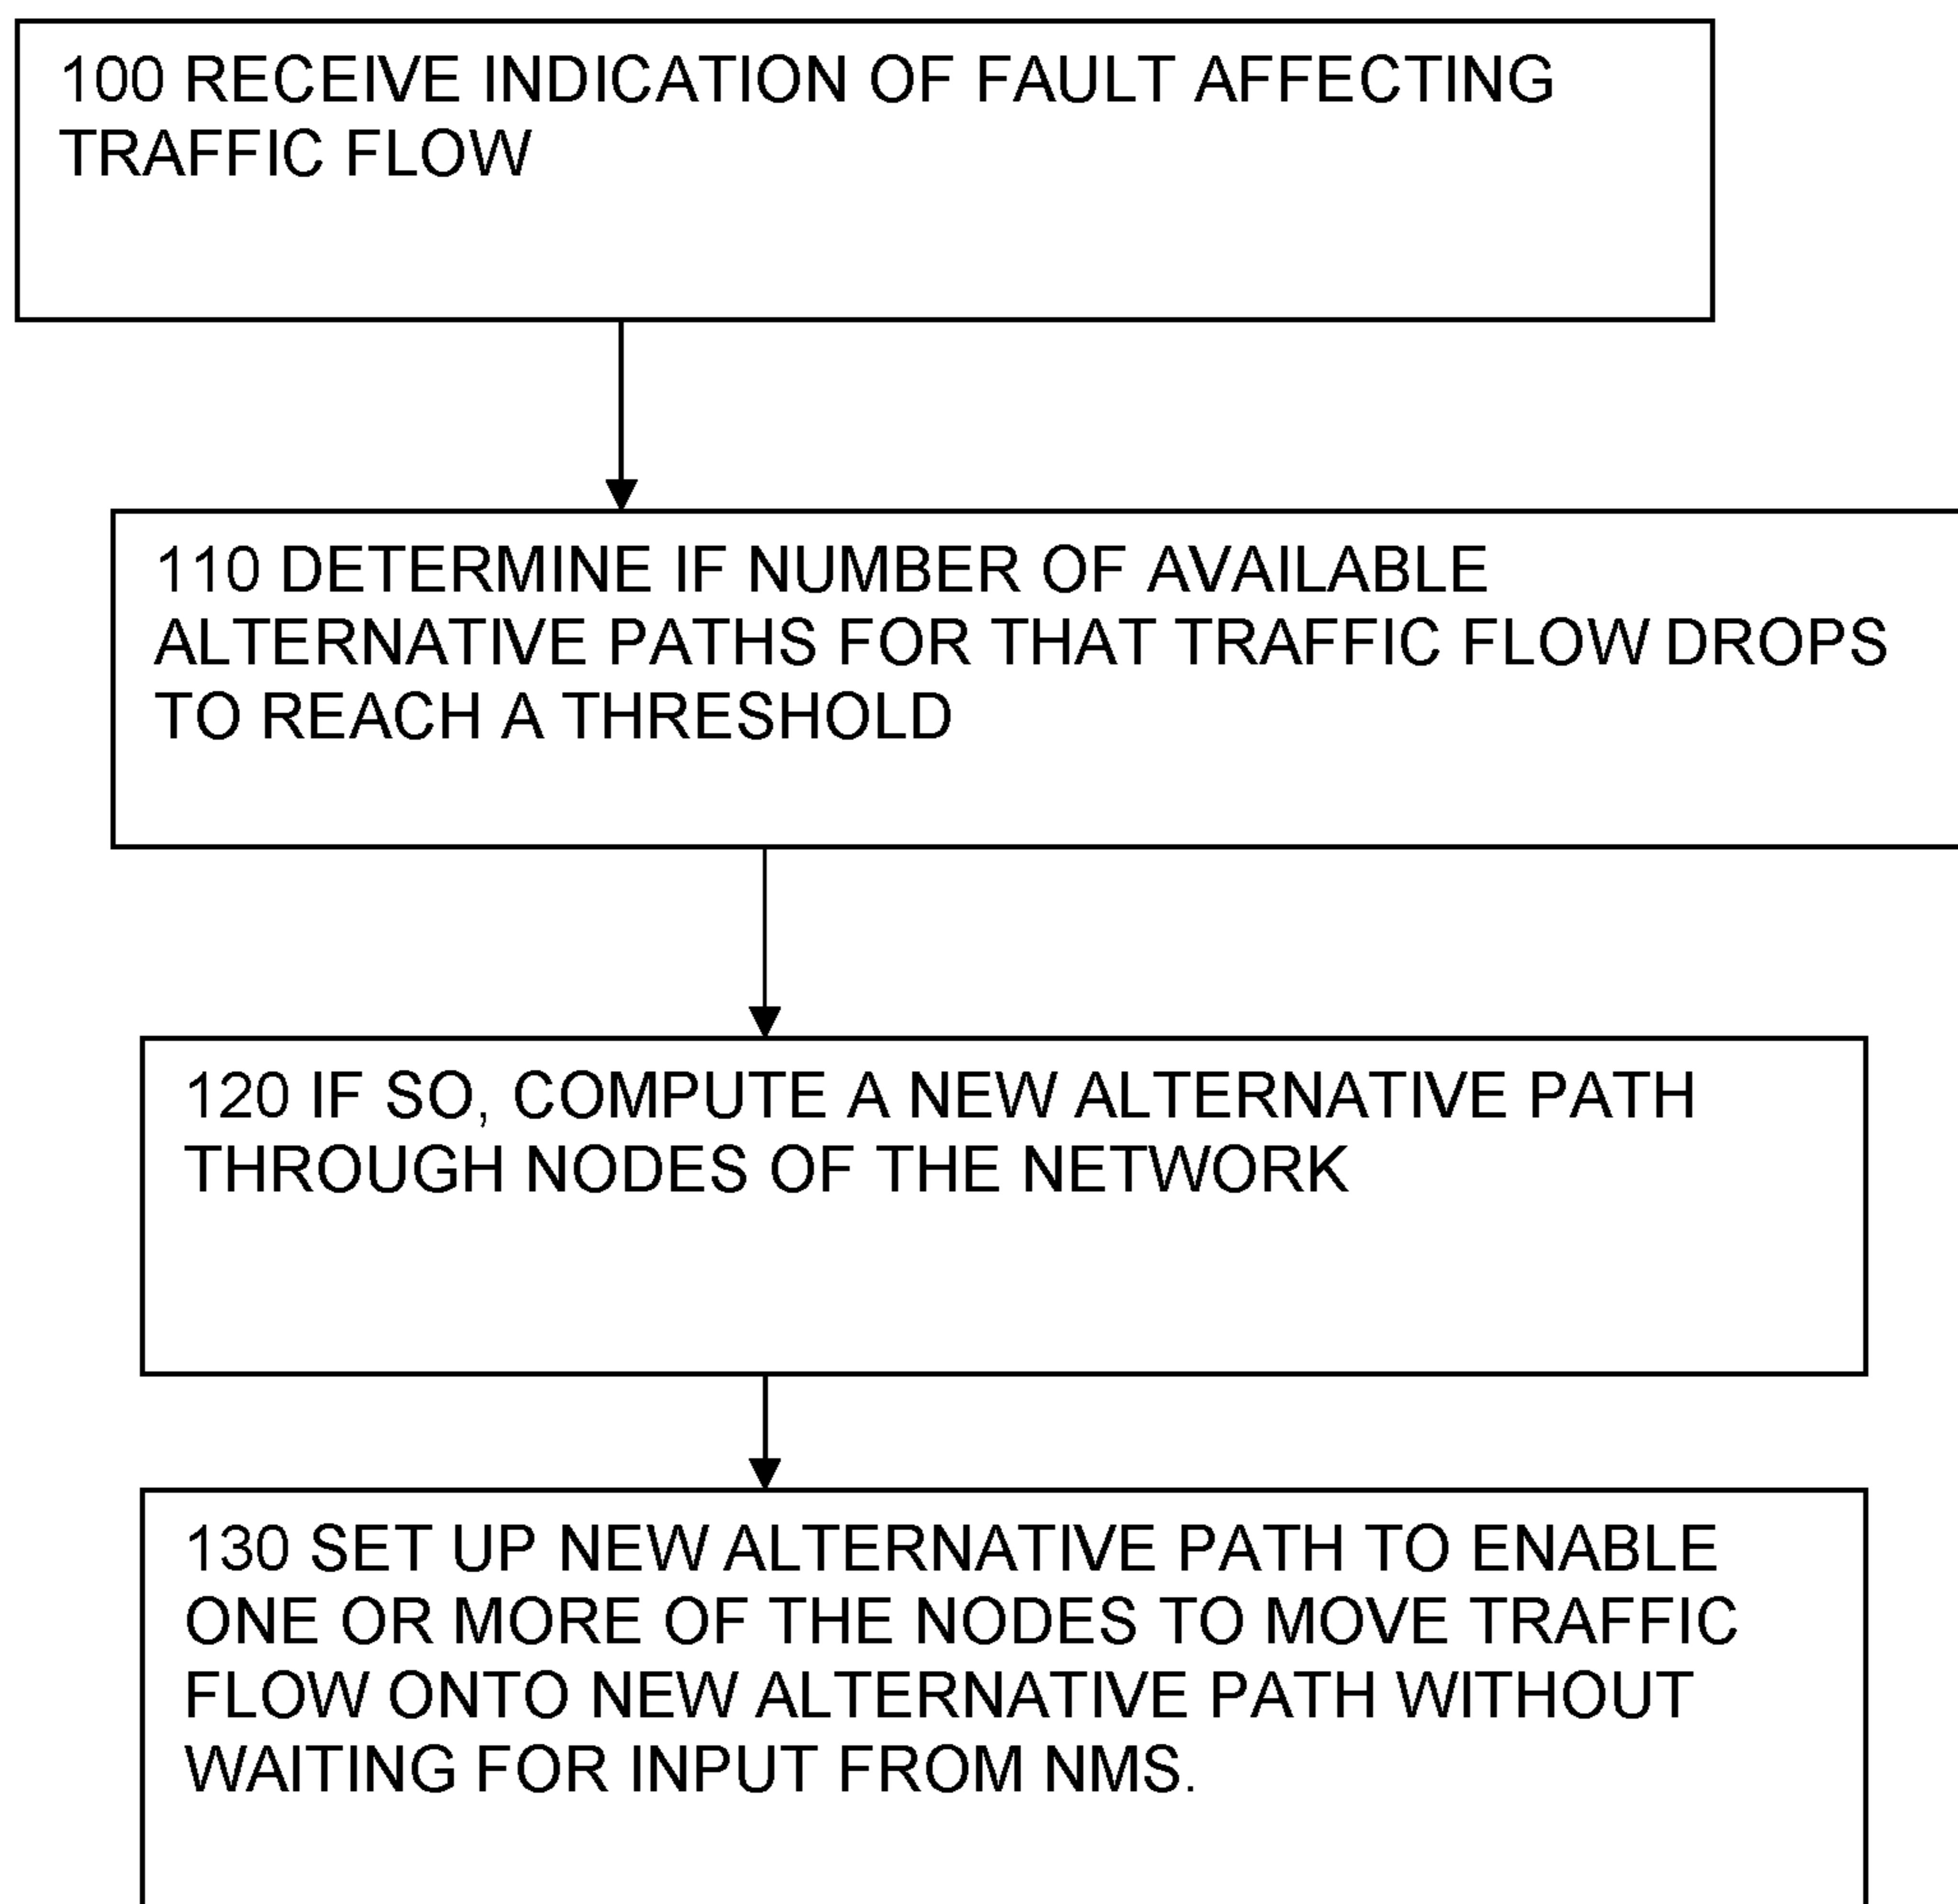 100 RECEIVE INDICATION OF FAULT AFFECTING
TRAFFIC FLOW
110 DETERMINE IF NUMBER OF AVAILABLE
ALTERNATIVE PATHS FOR THAT TRAFFIC FLOW DROPS
TO REACH A THRESHOLD
120 IF SO, COMPUTE A NEW ALTERNATIVE PATH
THROUGH NODES OF THE NETWORK
130 SET UP NEW ALTERNATIVE PATH TO ENABLE
ONE OR MORE OF THE NODES TO MOVE TRAFFIC
FLOW ONTO NEW ALTERNATIVE PATH WITHOUT
WAITING FOR INPUT FROM NMS.